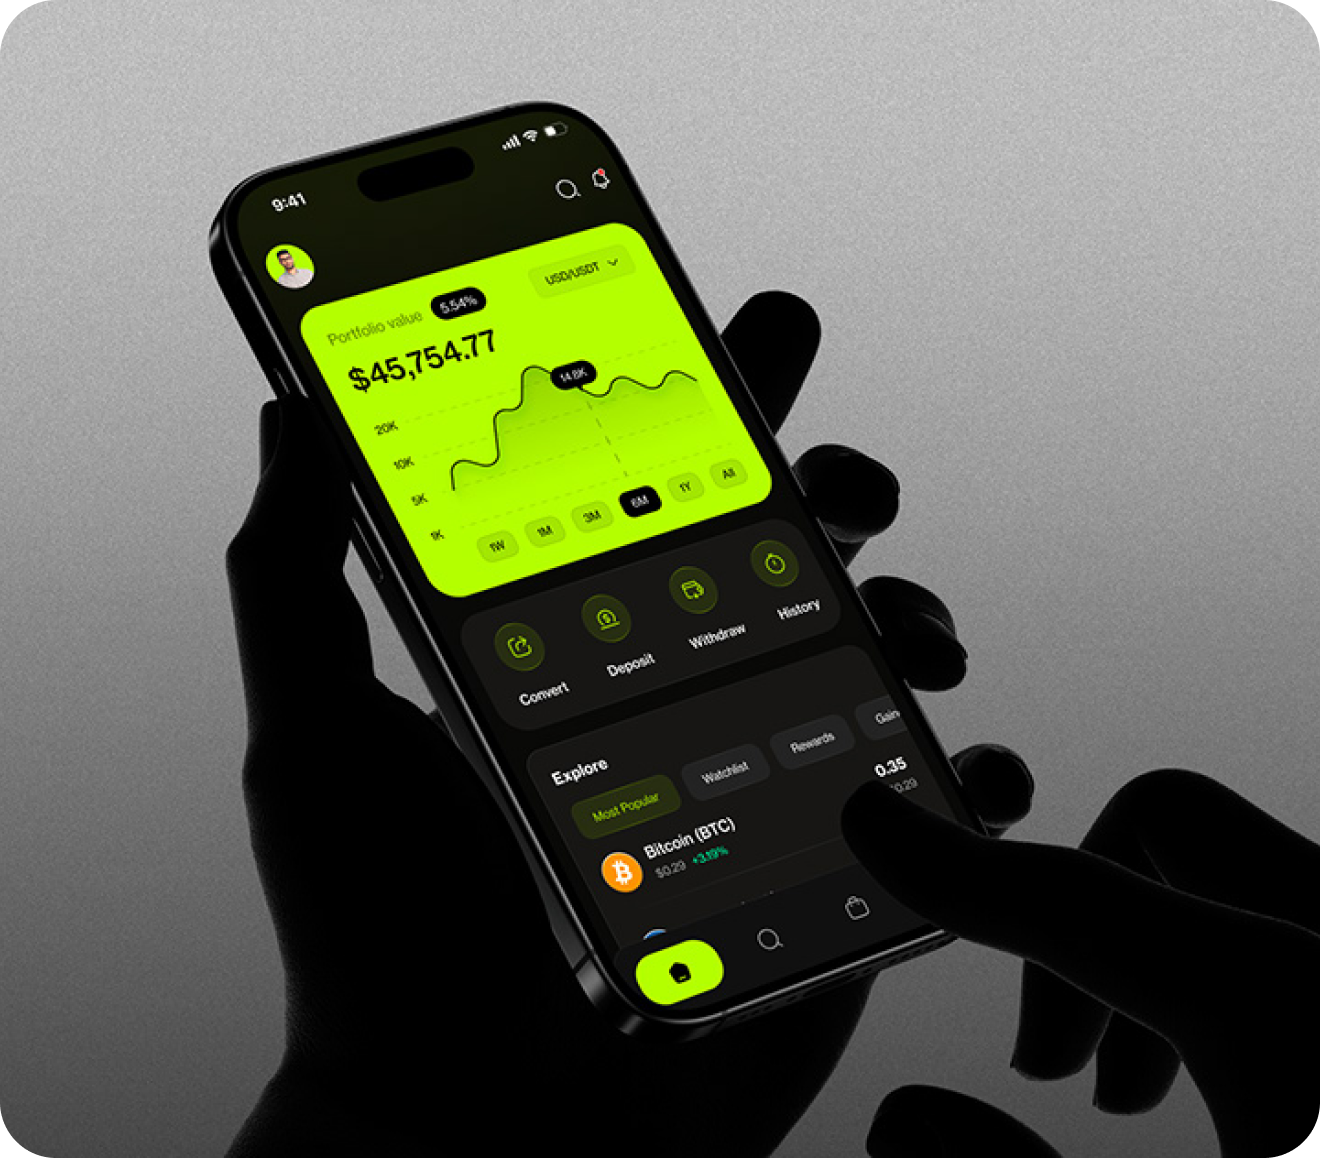 9:41
Portfolio value 5.54% USD/USDT
$45,754.77
14.8K
20K
10K
5K
1K
1W 1M 3M 6M 1Y All
Convert Deposit Withdraw History
Explore
Most Popular Watchlist Rewards
Bitcoin (BTC) 0.35
$0.29 +3.19% $0.29